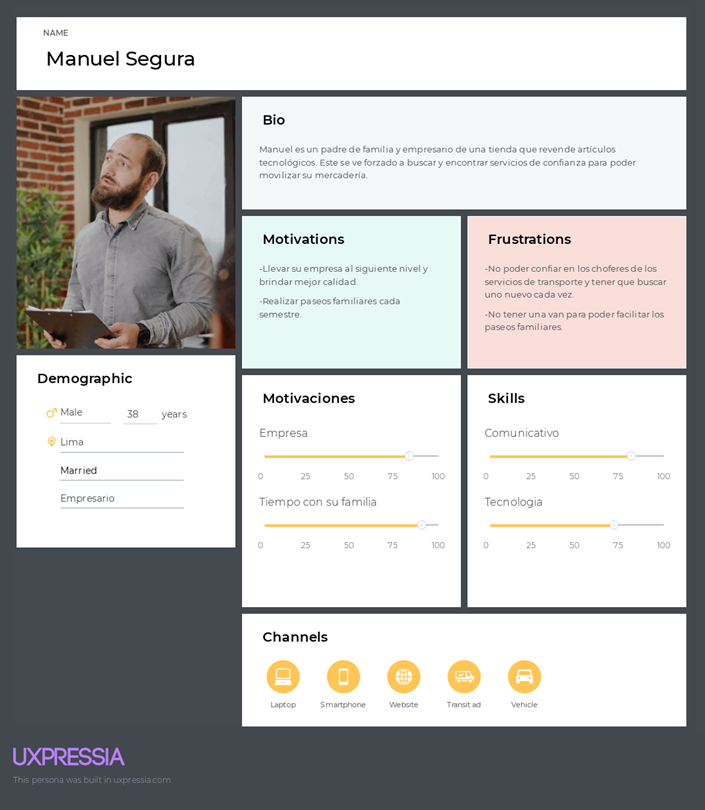 NAME
Manuel Segura
Bio
Manuel es un padre de familia y empresario de una tienda que revende artículos
tecnológicos. Este se ve forzado a buscar y encontrar servicios de confianza para poder
movilizar su mercadería.
Motivations
-Llevar su empresa al siguiente nivel y
brindar mejor calidad.
-Realizar paseos familiares cada
semestre.
Frustrations
-No poder confiar en los choferes de los
servicios de transporte y tener que buscar
uno nuevo cada vez.
-No tener una van para poder facilitar los
paseos familiares.
Demographic
Male 38 years
Lima
Married
Empresario
Motivaciones
Empresa
0 25 50 75 100
Tiempo con su familia
0 25 50 75 100
Skills
Comunicativo
0 25 50 75 100
Tecnologia
0 25 50 75 100
Channels
Laptop Smartphone Website Transit ad Vehicle
UXPRESSIA
This persona was built in uxpressia.com